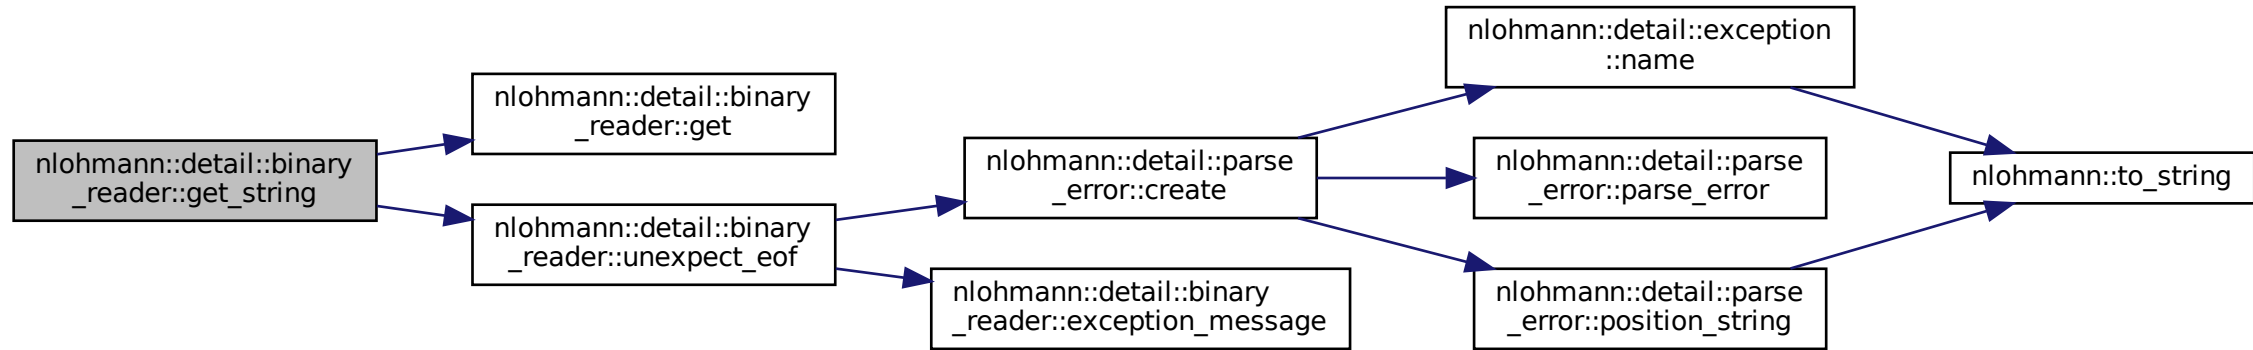 nlohmann::detail::binary
_reader::get_string
nlohmann::detail::binary
_reader::get
nlohmann::detail::binary
_reader::unexpect_eof
nlohmann::detail::parse
_error::create
nlohmann::detail::binary
_reader::exception_message
nlohmann::detail::exception
::name
nlohmann::detail::parse
_error::parse_error
nlohmann::detail::parse
_error::position_string
nlohmann::to_string